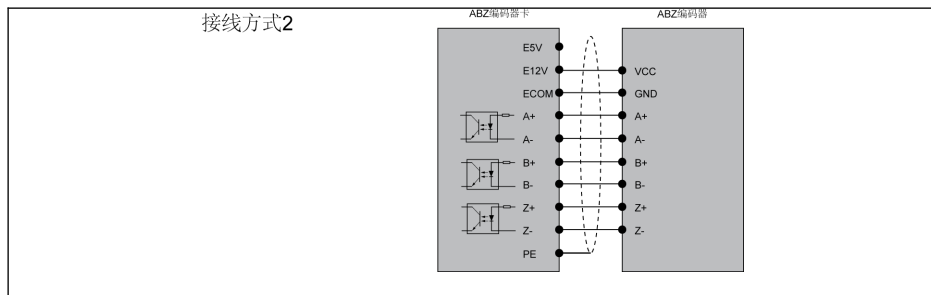 接线方式2
ABZ编码器卡
ABZ编码器
E5V
E12V
VCC
ECOM
GND
A+
A+
A-
A-
B+
B+
B-
B-
Z+
Z+
Z-
Z-
PE